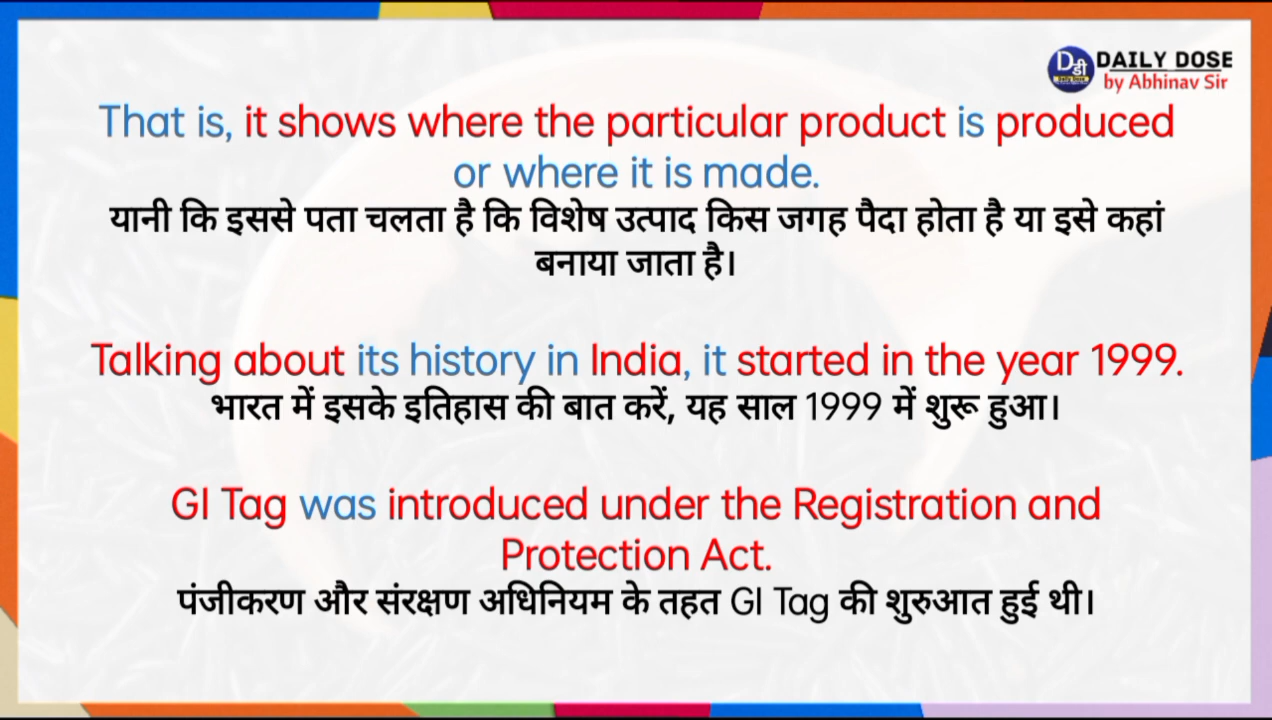 Dडी
Daily Dose
DAILY DOSE
by Abhinav Sir
That is, it shows where the particular product is produced
or where it is made.
यानी कि इससे पता चलता है कि विशेष उत्पाद किस जगह पैदा होता है या इसे कहां
बनाया जाता है।
Talking about its history in India, it started in the year 1999.
भारत में इसके इतिहास की बात करें, यह साल 1999 में शुरू हुआ।
GI Tag was introduced under the Registration and
Protection Act.
पंजीकरण और संरक्षण अधिनियम के तहत GI Tag की शुरुआत हुई थी।